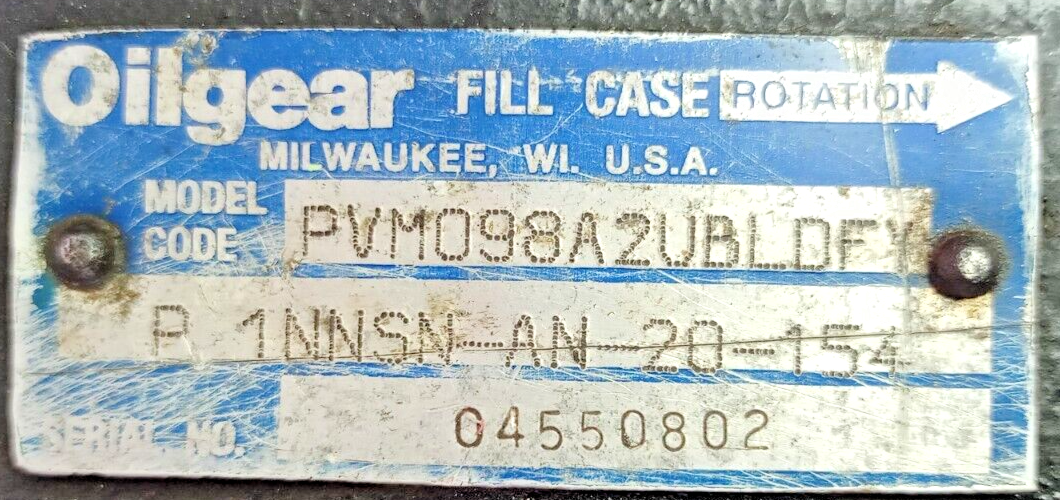 Oilgear FILL CASE ROTATION
MILWAUKEE, WI. U.S.A.
MODEL CODE PVM098A2UBLDFY
P 1NNSN-AN-20-154
SERIAL NO. 04550802